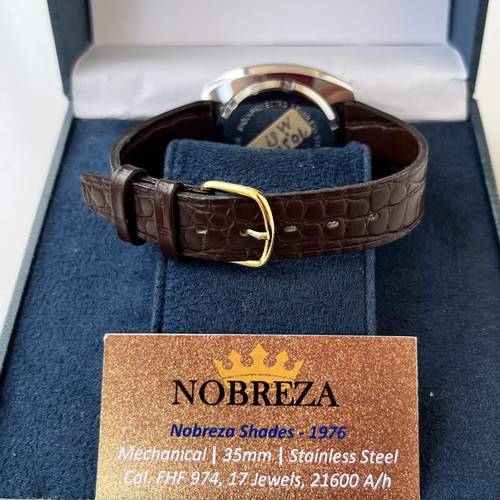 NOBREZA
Nobreza Shades - 1976
Mechanical | 35mm | Stainless Steel
Cal. FHF 974, 17 Jewels, 21600 A/h